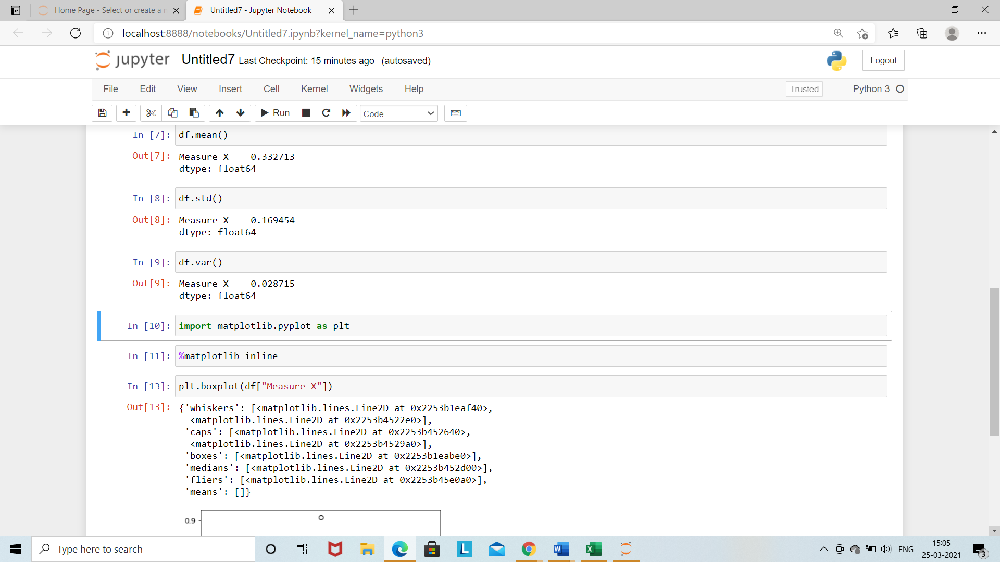 Home Page - Select or create a n
Untitled7 - Jupyter Notebook
localhost:8888/notebooks/Untitled7.ipynb?kernel_name=python3
jupyter Untitled7 Last Checkpoint: 15 minutes ago (autosaved)
Logout
File Edit View Insert Cell Kernel Widgets Help
Trusted
Python 3
Run
Code
In [7]: df.mean()
Out[7]: Measure X    0.332713
dtype: float64
In [8]: df.std()
Out[8]: Measure X    0.169454
dtype: float64
In [9]: df.var()
Out[9]: Measure X    0.028715
dtype: float64
In [10]: import matplotlib.pyplot as plt
In [11]: %matplotlib inline
In [13]: plt.boxplot(df["Measure X"])
Out[13]: {'whiskers': [<matplotlib.lines.Line2D at 0x2253b1eaf40>,
<matplotlib.lines.Line2D at 0x2253b4522e0>],
'caps': [<matplotlib.lines.Line2D at 0x2253b452640>,
<matplotlib.lines.Line2D at 0x2253b4529a0>],
'boxes': [<matplotlib.lines.Line2D at 0x2253b1eabe0>],
'medians': [<matplotlib.lines.Line2D at 0x2253b452d00>],
'fliers': [<matplotlib.lines.Line2D at 0x2253b45e0a0>],
'means': []}
0.9
Type here to search
L
W
X
ENG
15:05
25-03-2021
3